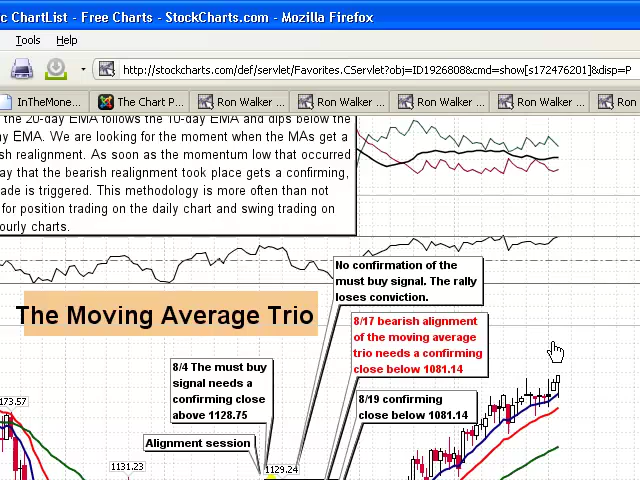 c ChartList - Free Charts - StockCharts.com - Mozilla Firefox
Tools Help
http://stockcharts.com/def/servlet/Favorites.CServlet?obj=ID1926808&cmd=show[s172476201]&disp=P
InTheMone... The Chart P... Ron Walker ... Ron Walker ... Ron Walker ... Ron Walker ... Ron
the 20-day EMA follows the 10-day EMA and dips below the
y EMA. We are looking for the moment when the MAs get a
sh realignment. As soon as the momentum low that occurred
ay that the bearish realignment took place gets a confirming,
ade is triggered. This methodology is more often than not
for position trading on the daily chart and swing trading on
ourly charts.
No confirmation of the
must buy signal. The rally
loses conviction.
The Moving Average Trio
8/17 bearish alignment
of the moving average
trio needs a confirming
close below 1081.14
8/4 The must buy
signal needs a
confirming close
above 1128.75
8/19 confirming
close below 1081.14
Alignment session
173.57
1131.23
1129.24